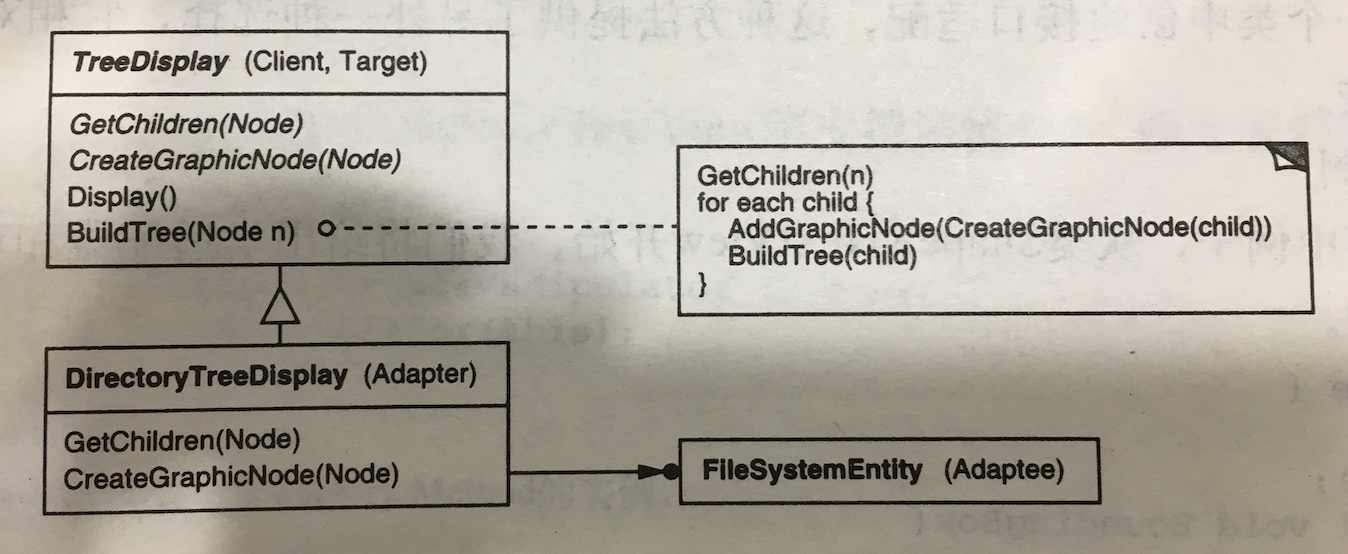 TreeDisplay (Client, Target)
GetChildren(Node)
CreateGraphicNode(Node)
Display()
BuildTree(Node n)
GetChildren(n)
for each child {
AddGraphicNode(CreateGraphicNode(child))
BuildTree(child)
}
DirectoryTreeDisplay (Adapter)
GetChildren(Node)
CreateGraphicNode(Node)
FileSystemEntity (Adaptee)